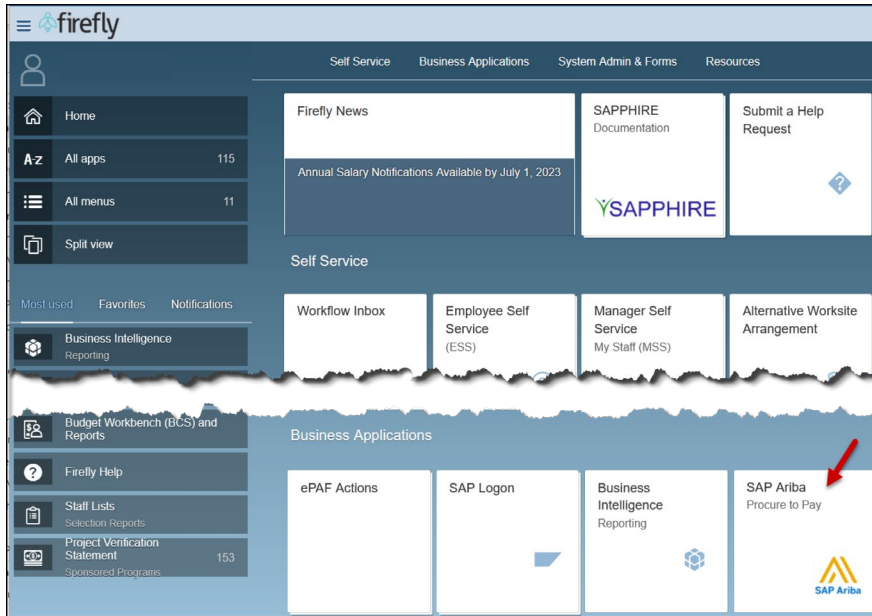 firefly
Self Service
Business Applications
System Admin & Forms
Resources
Home
A-z
All apps
115
All menus
11
Split view
Most used
Favorites
Notifications
Business Intelligence
Reporting
Firefly News
Annual Salary Notifications Available by July 1, 2023
SAPPHIRE
Documentation
SAPPHIRE
Submit a Help
Request
?
Self Service
Workflow Inbox
Employee Self
Service
(ESS)
Manager Self
Service
My Staff (MSS)
Alternative Worksite
Arrangement
$
Budget Workbench (BCS) and
Reports
?
Firefly Help
Staff Lists
Selection Reports
Project Verification
Statement
153
Sponsored Programs
Business Applications
ePAF Actions
SAP Logon
Business
Intelligence
Reporting
SAP Ariba
Procure to Pay
SAP Ariba